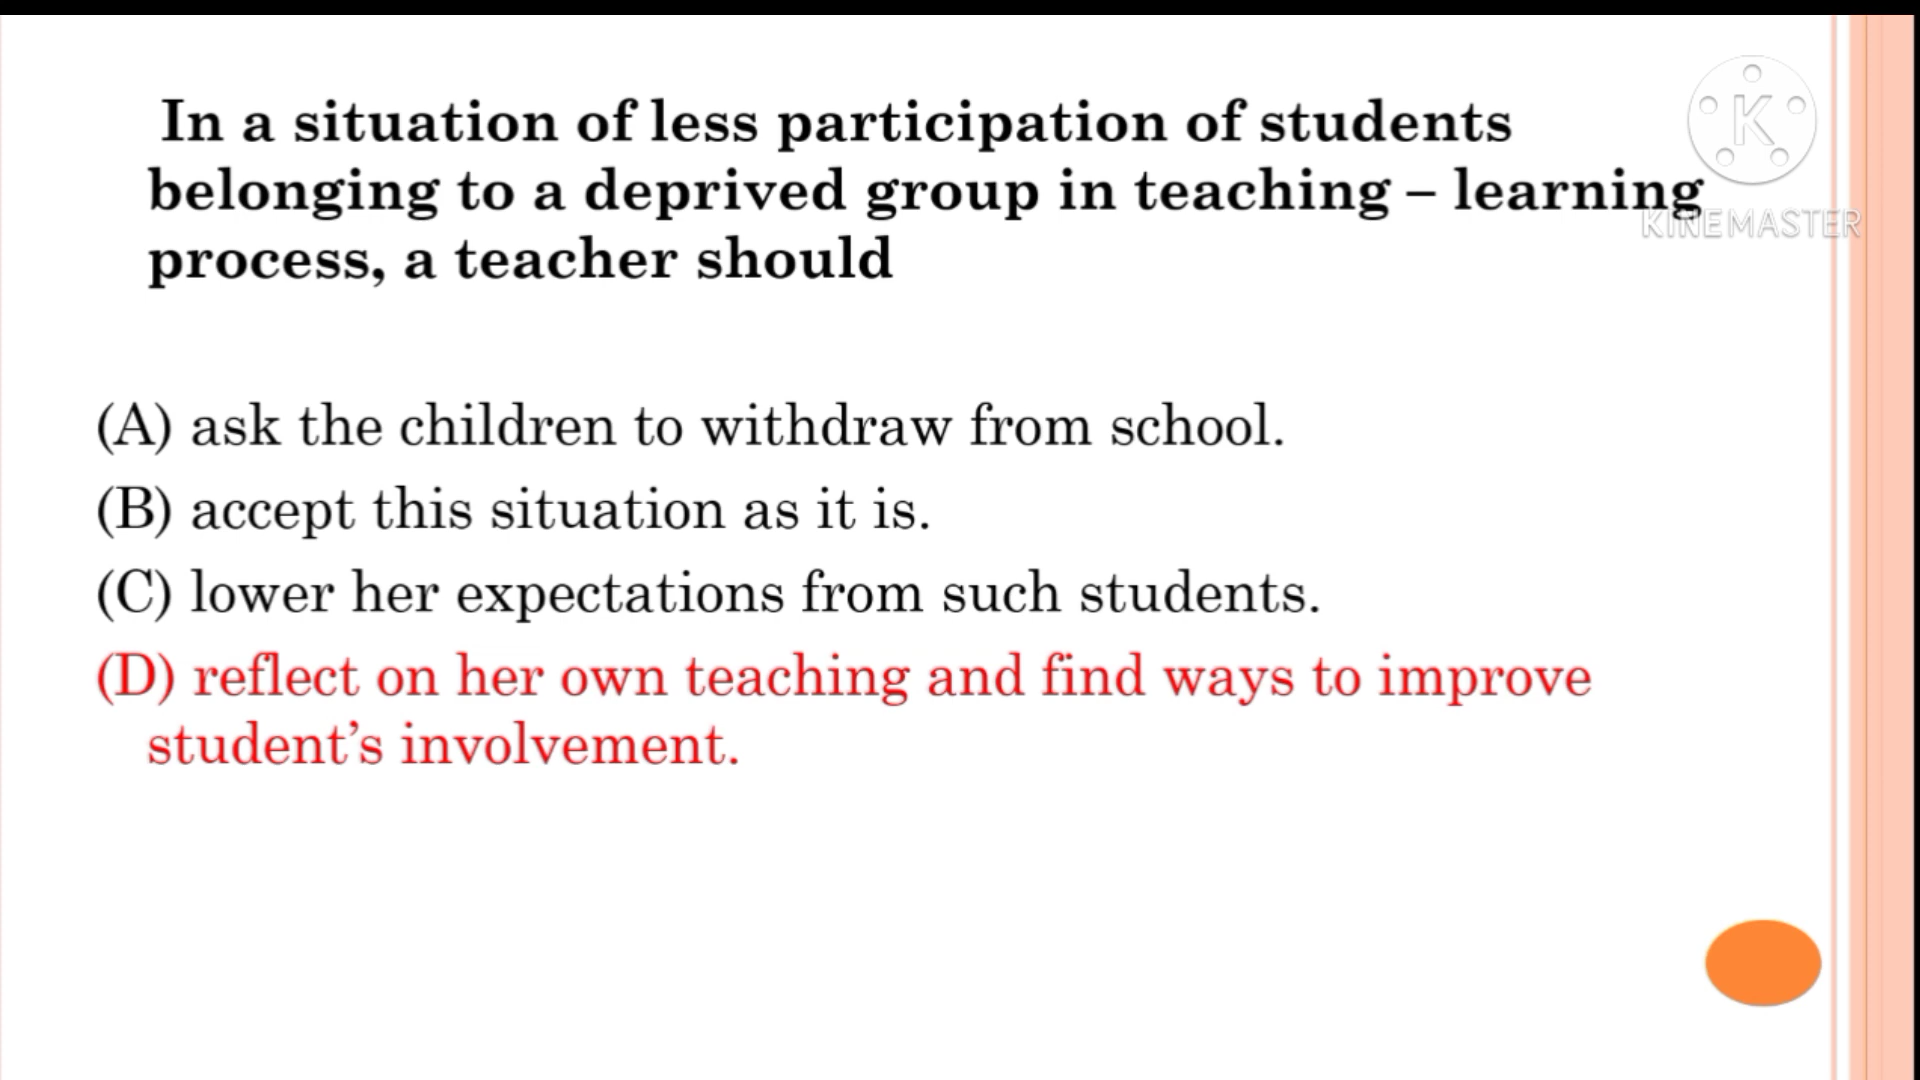 In a situation of less participation of students
belonging to a deprived group in teaching – learning
process, a teacher should
K
KINEMASTER
(A) ask the children to withdraw from school.
(B) accept this situation as it is.
(C) lower her expectations from such students.
(D) reflect on her own teaching and find ways to improve
student’s involvement.